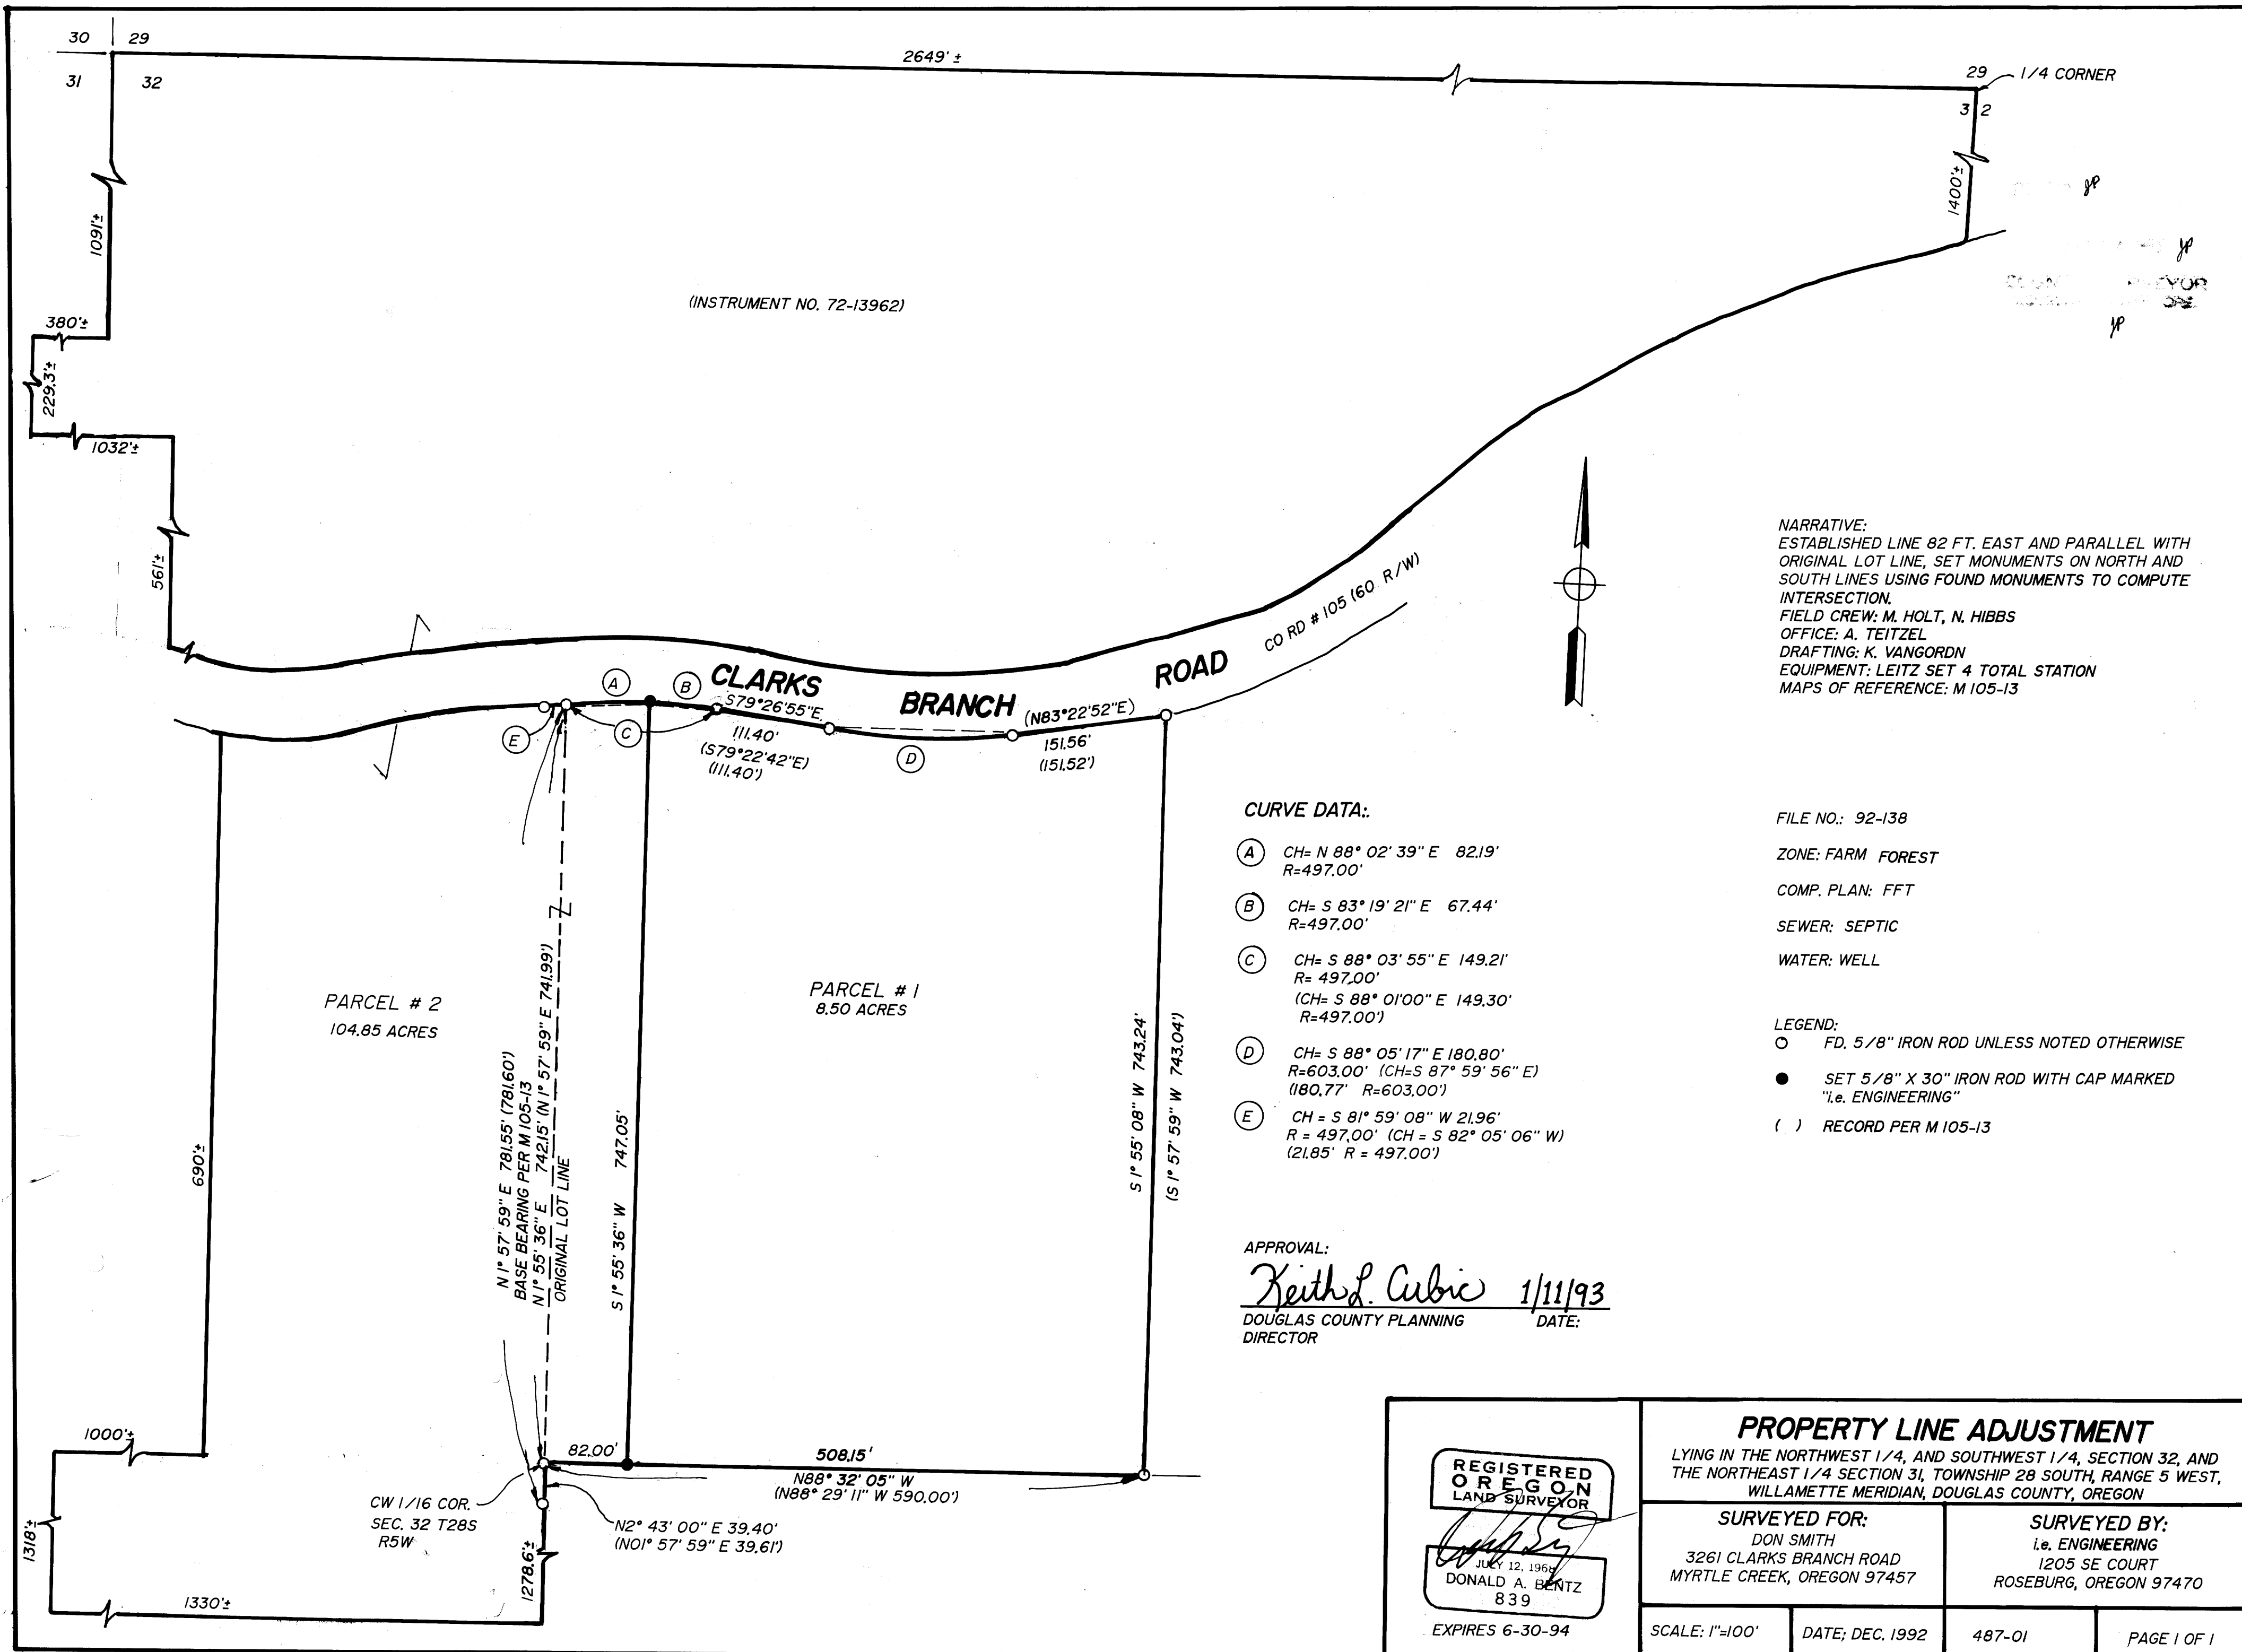 30 29
31 32
2649' ±
29 1/4 CORNER
3 2
1400'±
1091'±
380'±
229.3'±
1032'±
561'±
(INSTRUMENT NO. 72-13962)
CO RD # 105 (60 R/W)
CLARKS BRANCH ROAD
A
B
C
D
E
S79°26'55"E
111.40'
(S79°22'42"E)
(111.40')
(N83°22'52"E)
151.56'
(151.52')
NARRATIVE:
ESTABLISHED LINE 82 FT. EAST AND PARALLEL WITH
ORIGINAL LOT LINE, SET MONUMENTS ON NORTH AND
SOUTH LINES USING FOUND MONUMENTS TO COMPUTE
INTERSECTION.
FIELD CREW: M. HOLT, N. HIBBS
OFFICE: A. TEITZEL
DRAFTING: K. VANGORDN
EQUIPMENT: LEITZ SET 4 TOTAL STATION
MAPS OF REFERENCE: M 105-13
PARCEL # 2
104.85 ACRES
PARCEL # 1
8.50 ACRES
690'±
N 1° 57' 59" E 781.55' (781.60')
BASE BEARING PER M 105-13
N 1° 55' 36" E 742.15' (N 1° 57' 59" E 741.99')
ORIGINAL LOT LINE
S 1° 55' 36" W 747.05'
S 1° 55' 08" W 743.24'
(S 1° 57' 59" W 743.04')
CURVE DATA:.
A CH= N 88° 02' 39" E 82.19'
R=497.00'
B CH= S 83° 19' 21" E 67.44'
R=497.00'
C CH= S 88° 03' 55" E 149.21'
R= 497.00'
(CH= S 88° 01'00" E 149.30'
R=497.00')
D CH= S 88° 05' 17" E 180.80'
R=603.00' (CH=S 87° 59' 56" E)
(180.77' R=603.00')
E CH = S 81° 59' 08" W 21.96'
R = 497.00' (CH = S 82° 05' 06" W)
(21.85' R = 497.00')
FILE NO.: 92-138
ZONE: FARM FOREST
COMP. PLAN: FFT
SEWER: SEPTIC
WATER: WELL
LEGEND:
FD. 5/8" IRON ROD UNLESS NOTED OTHERWISE
SET 5/8" X 30" IRON ROD WITH CAP MARKED
"i.e. ENGINEERING"
( ) RECORD PER M 105-13
APPROVAL:
Keith L. Cubic 1/11/93
DOUGLAS COUNTY PLANNING DATE:
DIRECTOR
1000'±
1318'±
1330'±
1278.6'±
82.00'
508.15'
N88° 32' 05" W
(N88° 29' 11" W 590.00')
CW 1/16 COR.
SEC. 32 T28S
R5W
N2° 43' 00" E 39.40'
(N01° 57' 59" E 39.61')
REGISTERED
OREGON
LAND SURVEYOR
JULY 12, 1968
DONALD A. BENTZ
839
EXPIRES 6-30-94
PROPERTY LINE ADJUSTMENT
LYING IN THE NORTHWEST 1/4, AND SOUTHWEST 1/4, SECTION 32, AND
THE NORTHEAST 1/4 SECTION 31, TOWNSHIP 28 SOUTH, RANGE 5 WEST,
WILLAMETTE MERIDIAN, DOUGLAS COUNTY, OREGON
SURVEYED FOR:
DON SMITH
3261 CLARKS BRANCH ROAD
MYRTLE CREEK, OREGON 97457
SURVEYED BY:
i.e. ENGINEERING
1205 SE COURT
ROSEBURG, OREGON 97470
SCALE: 1"=100'
DATE; DEC. 1992
487-01
PAGE 1 OF 1